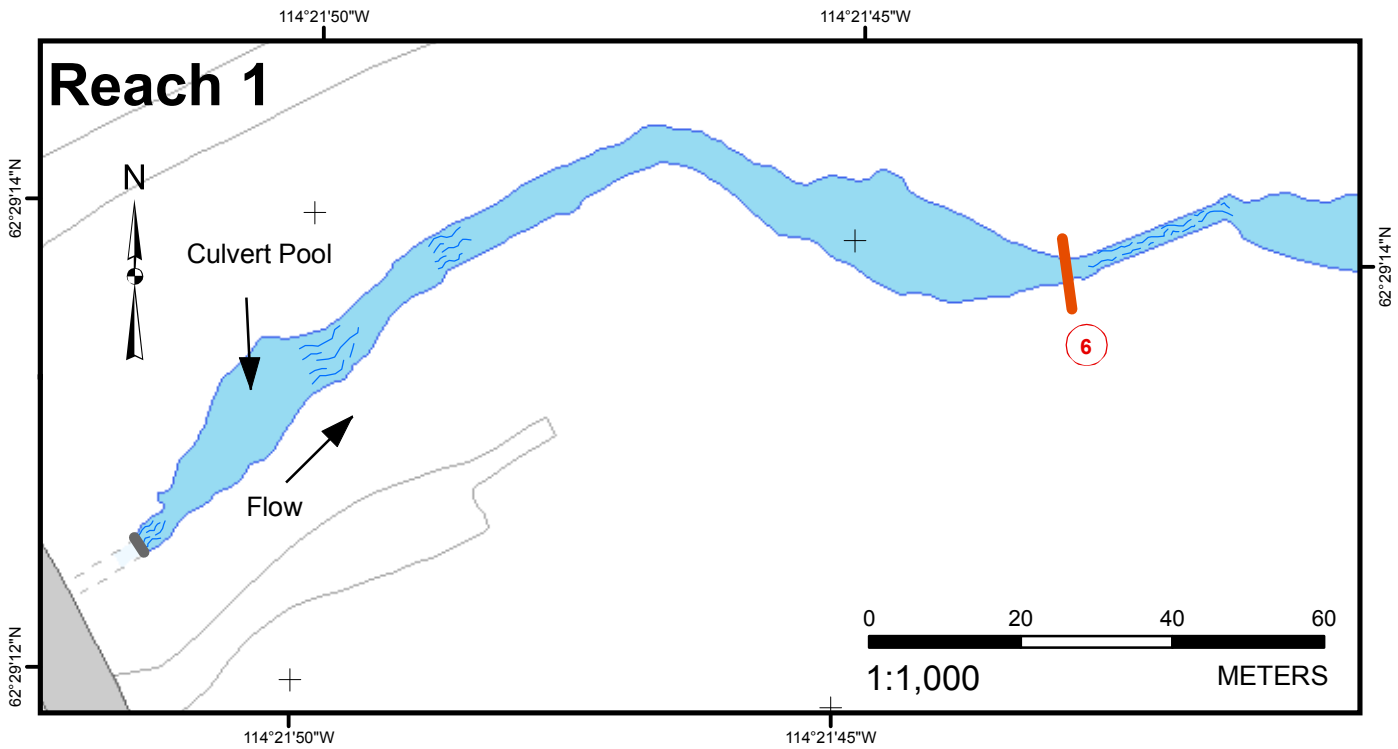 114°21'50"W
114°21'45"W
Reach 1
62°29'14"N
N
Culvert Pool
62°29'14"N
6
Flow
0 20 40 60
1:1,000 METERS
62°29'12"N
114°21'50"W
114°21'45"W